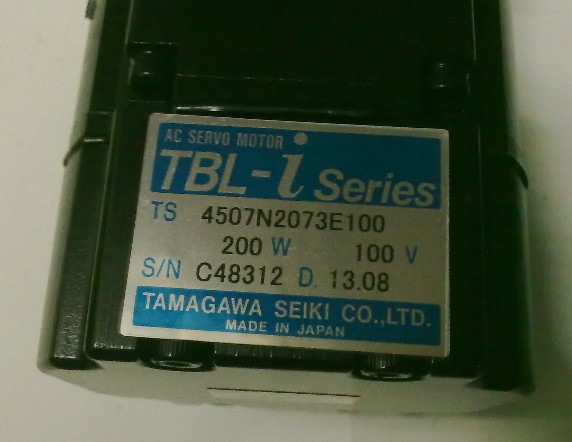 AC SERVO MOTOR
TBL-i Series
TS 4507N2073E100
200 W 100 V
S/N C48312 D. 13.08
TAMAGAWA SEIKI CO.,LTD.
MADE IN JAPAN